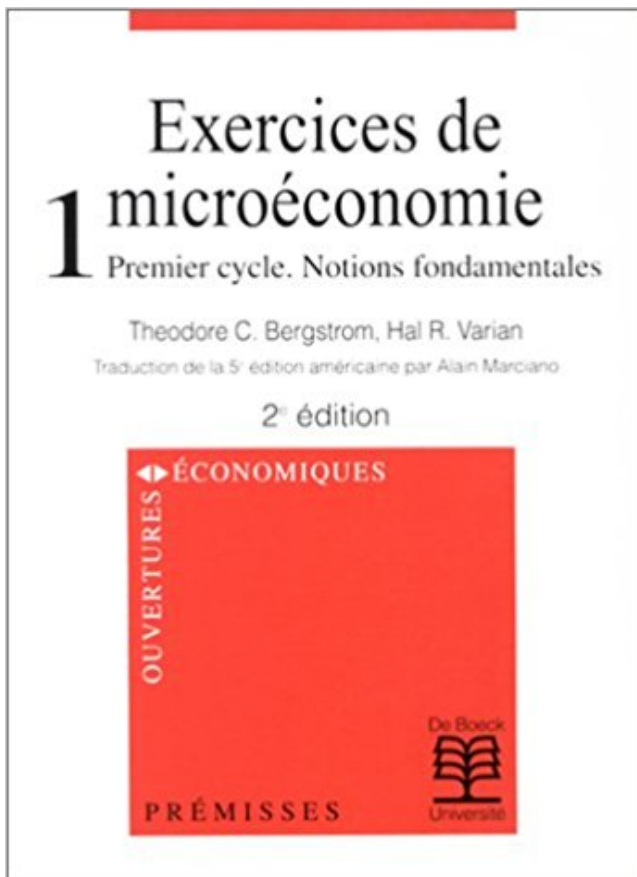 Exercices de
1 microéconomie
Premier cycle. Notions fondamentales
Theodore C. Bergstrom, Hal R. Varian
Traduction de la 5e édition américaine par Alain Marciano
2e édition
ÉCONOMIQUES
OUVERTURES
De Boeck
Université
PRÉMISSES